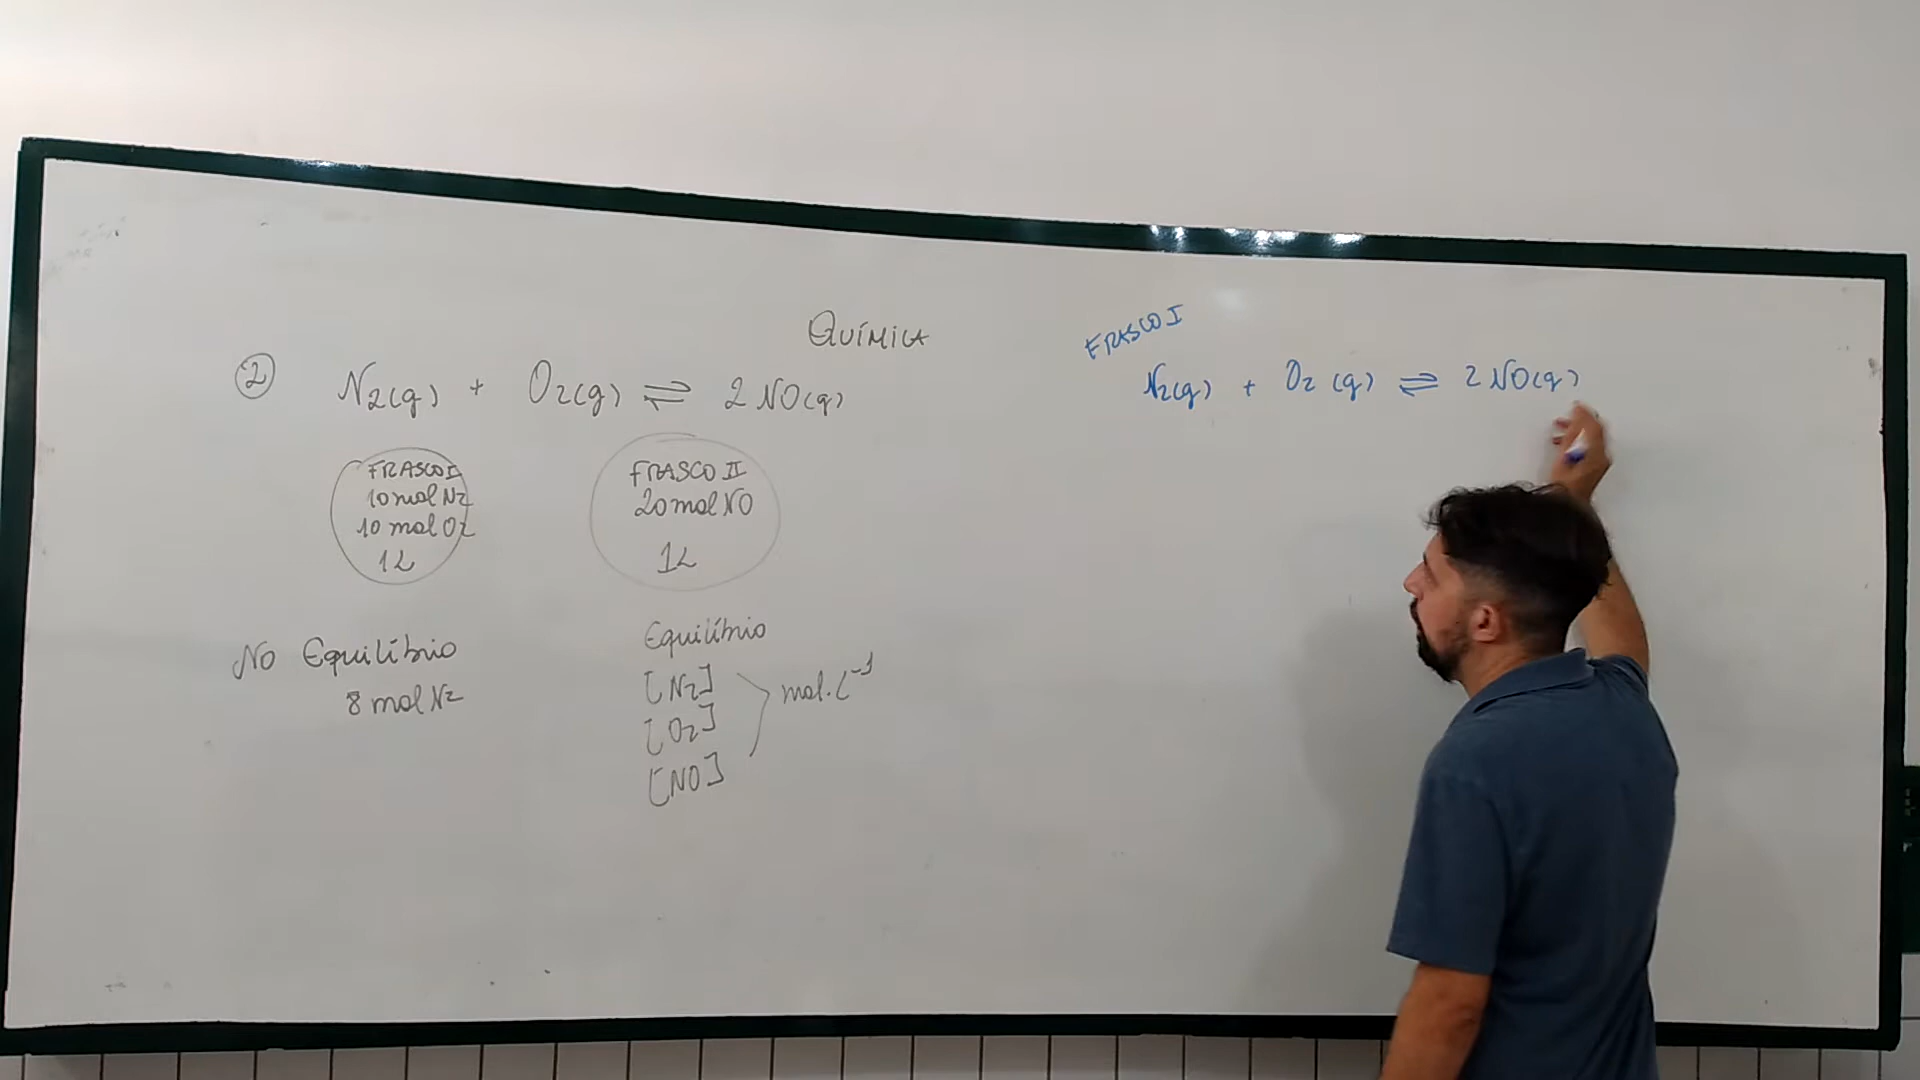 QUÍMICA
② N2(g) + O2(g) ⇌ 2 NO(g)
FRASCO I
10 mol N2
10 mol O2
1L
FRASCO II
20 mol NO
1L
No Equilíbrio
8 mol N2
Equilíbrio
[N2]
[O2]
[NO]
mol.L⁻¹
FRASCO I
N2(g) + O2 (g) ⇌ 2 NO(g)